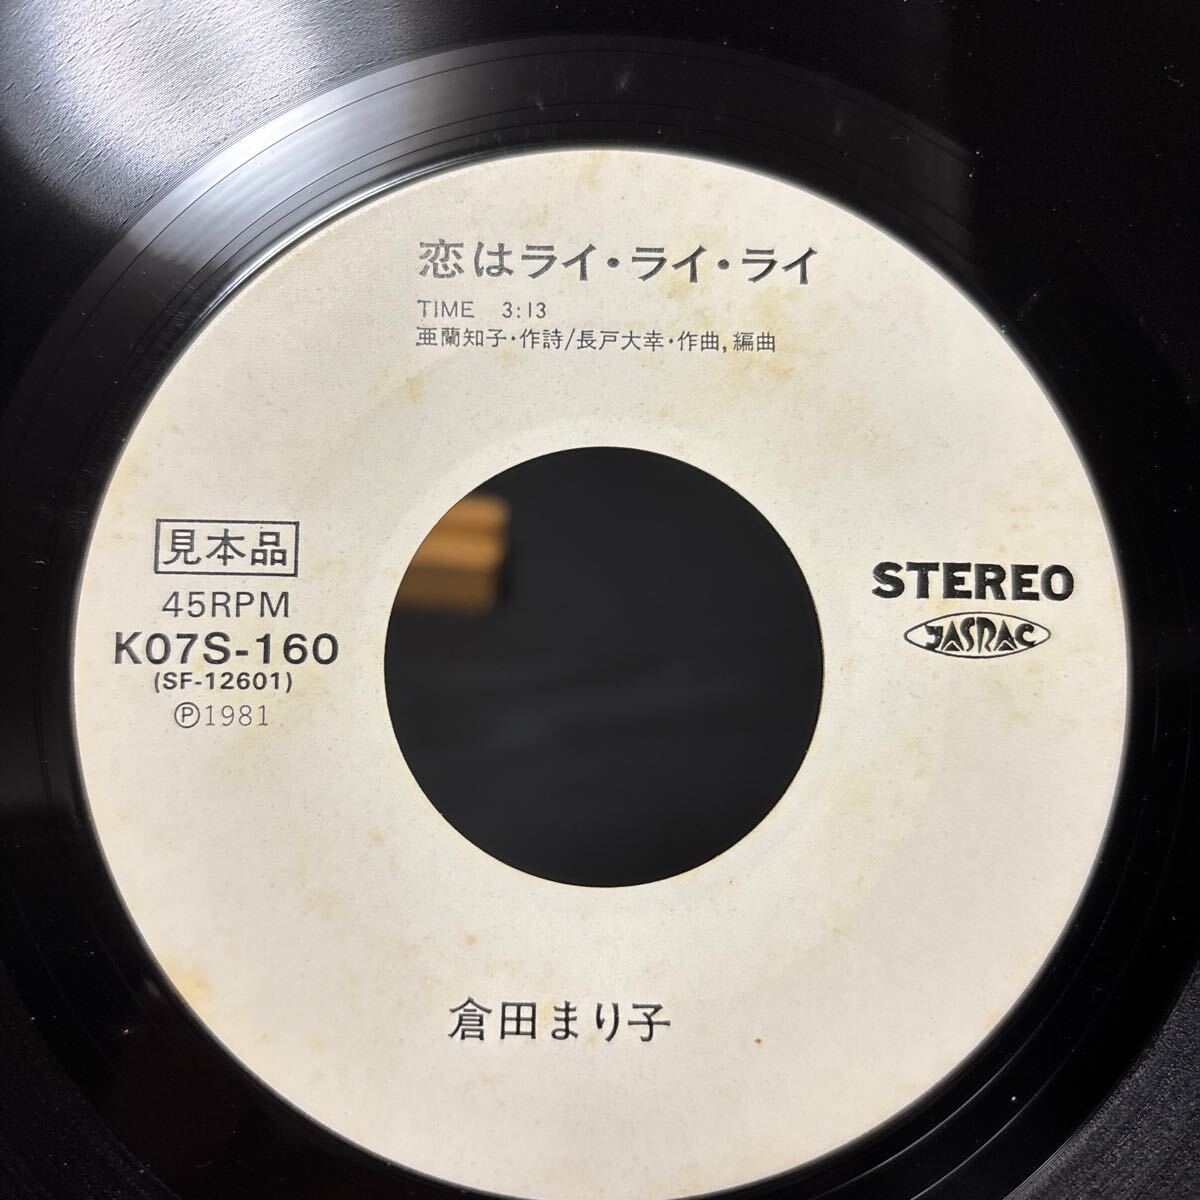 恋はライ・ライ・ライ
TIME 3:13
亜蘭知子・作詩/長戸大幸・作曲,編曲
見本品
45RPM
K07S-160
(SF-12601)
Ⓟ1981
STEREO
JASRAC
倉田まり子